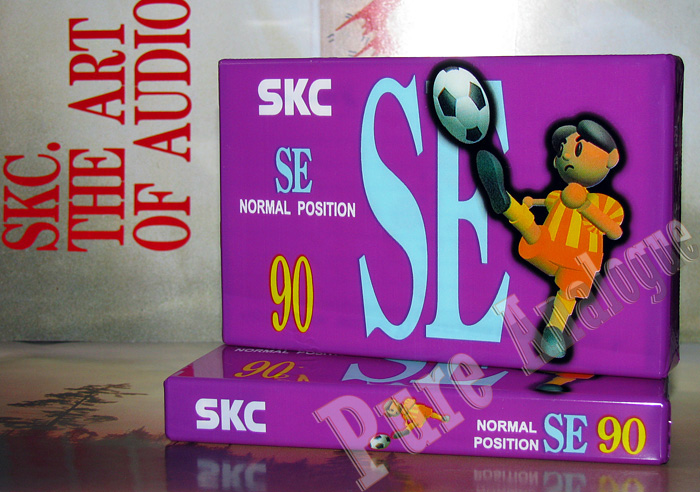 SKC.
THE ART
OF AUDIO
SKC
SE
NORMAL POSITION
90
SE
NORMAL POSITION
90
SKC
NORMAL
POSITION
SE 90
Pure Analogue